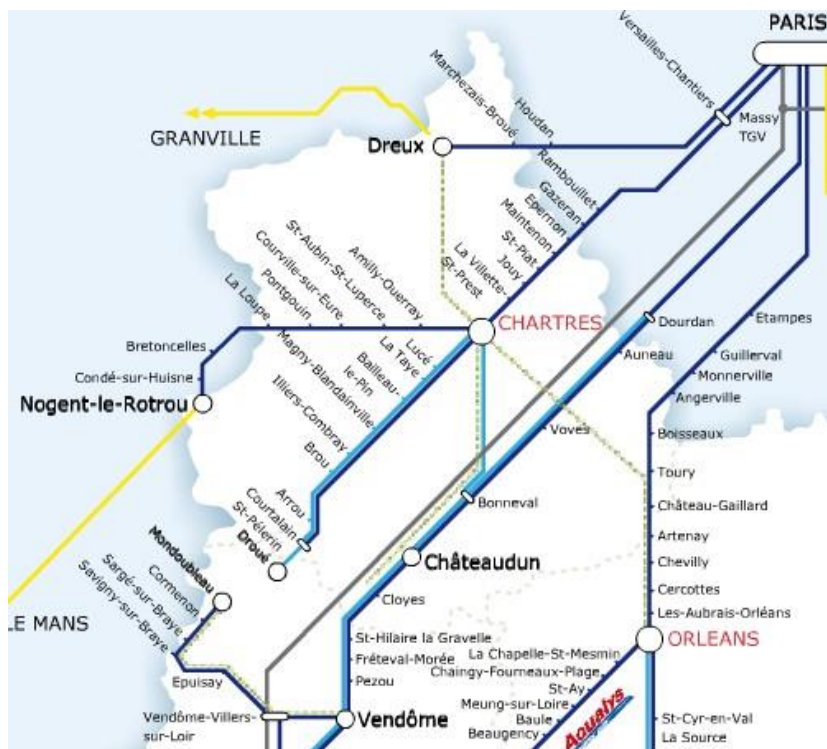 PARIS
Versailles-Chantiers
Massy
TGV
GRANVILLE
Dreux
Marchezais-Broué
Houdan
Rambouillet
Gazeran
Epernon
Maintenon
St-Piat
Jouy
La Villette-
St-Prest
CHARTRES
Amilly-Ouerray
St-Aubin-St-Luperce
Courville-sur-Eure
Pontgouin
La Loupe
Bretoncelles
Condé-sur-Huisne
Nogent-le-Rotrou
Lucé
La Taye
Bailleau-
le-Pin
Magny-Blandainville
Illiers-Combray
Brou
Arrou
Courtalain
St-Pélerin
Droué
Dourdan
Auneau
Voves
Bonneval
Châteaudun
Cloyes
St-Hilaire la Gravelle
Fréteval-Morée
Pezou
Vendôme
Vendôme-Villers-
sur-Loir
Epuisay
Savigny-sur-Braye
Sargé-sur-Braye
Cormenon
Mondoubleau
LE MANS
Etampes
Guillerval
Monnerville
Angerville
Boisseaux
Toury
Château-Gaillard
Artenay
Chevilly
Cercottes
Les-Aubrais-Orléans
ORLEANS
La Chapelle-St-Mesmin
Chaingy-Fourneaux-Plage
St-Ay
Meung-sur-Loire
Baule
Beaugency
Aqualys
St-Cyr-en-Val
La Source